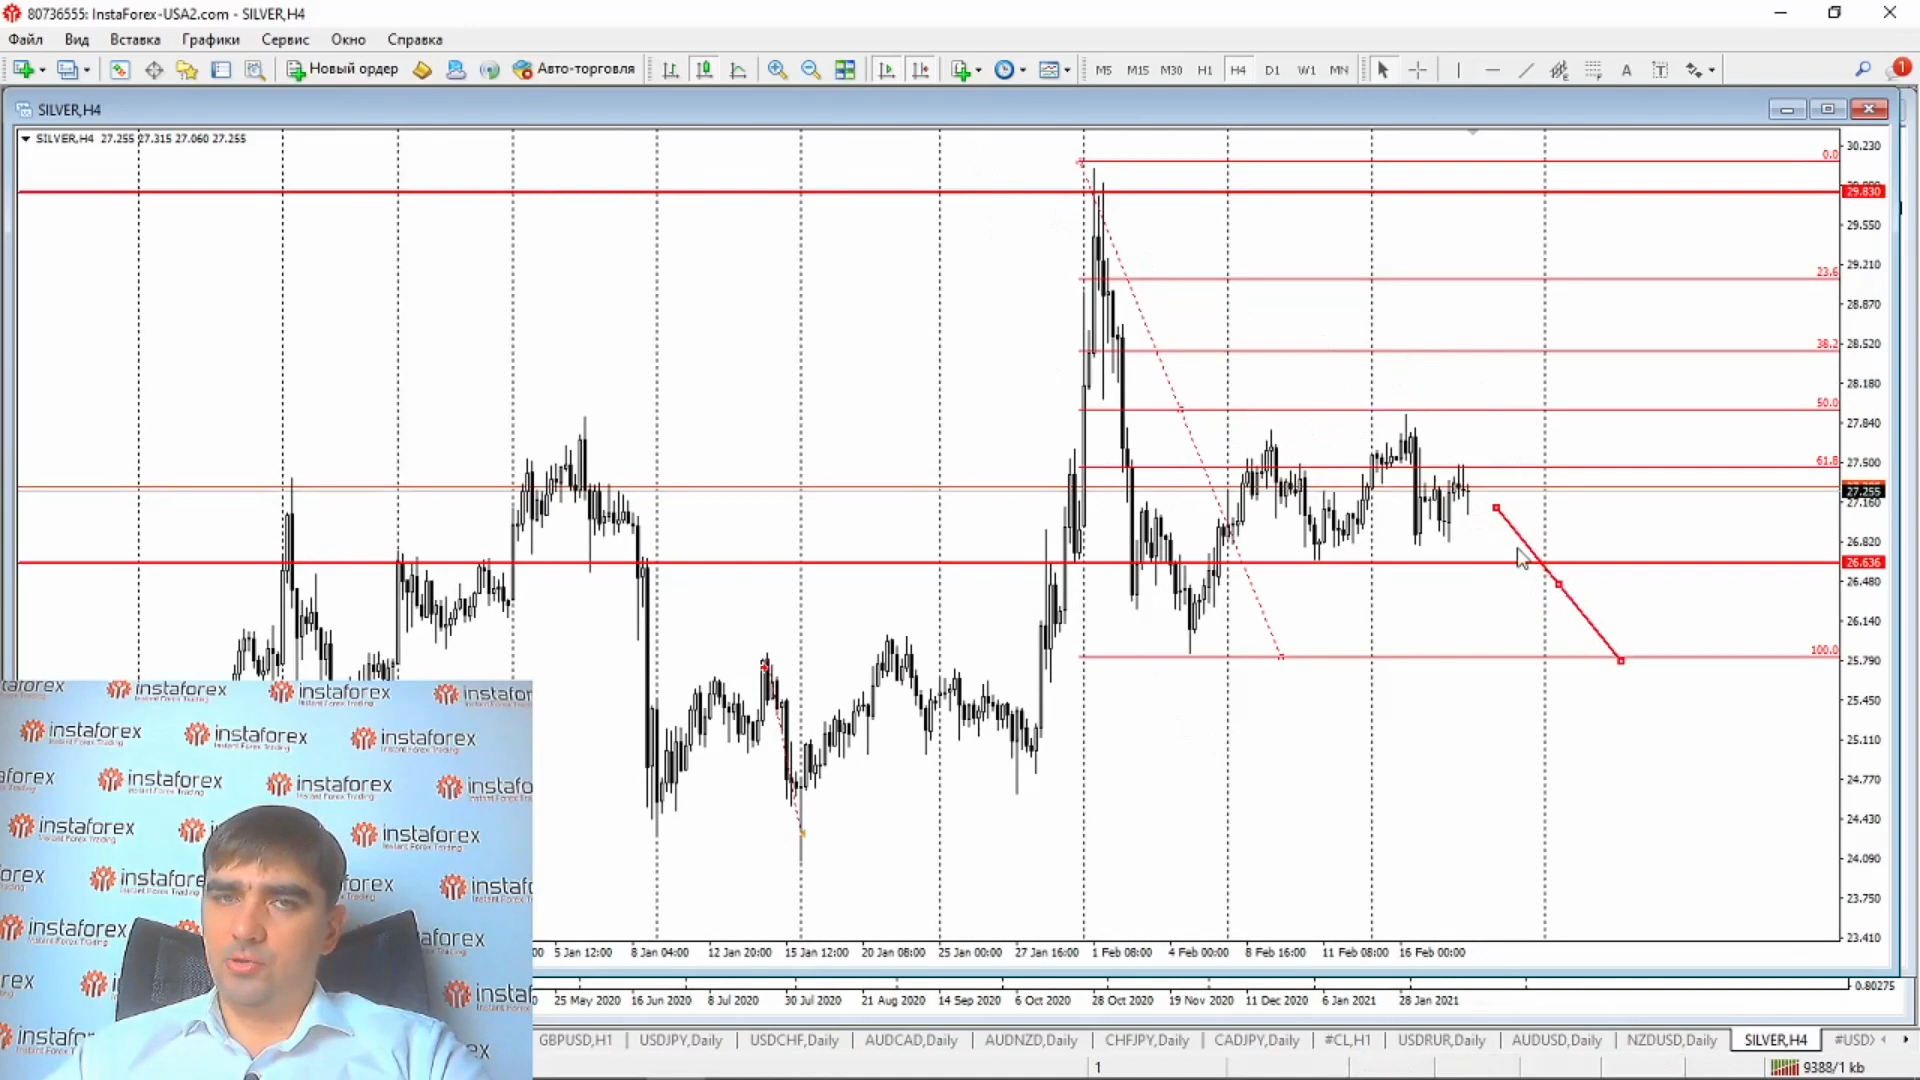 80736555: InstaForex-USA2.com - SILVER,H4
Файл Вид Вставка Графики Сервис Окно Справка
Новый ордер Авто-торговля M5 M15 M30 H1 H4 D1 W1 MN A T 1
SILVER,H4
SILVER,H4 27.255 27.315 27.060 27.255
30.230
0.0
29.830
29.550
29.210
23.6
28.870
28.520
38.2
28.180
50.0
27.840
27.500
61.8
27.255
27.160
26.820
26.636
26.480
26.140
100.0
25.790
25.450
25.110
24.770
24.430
24.090
23.750
23.410
5 Jan 12:00 8 Jan 04:00 12 Jan 20:00 15 Jan 12:00 20 Jan 08:00 25 Jan 00:00 27 Jan 16:00 1 Feb 08:00 4 Feb 00:00 8 Feb 16:00 11 Feb 08:00 16 Feb 00:00
0.80275
25 May 2020 16 Jun 2020 8 Jul 2020 30 Jul 2020 21 Aug 2020 14 Sep 2020 6 Oct 2020 28 Oct 2020 19 Nov 2020 11 Dec 2020 6 Jan 2021 28 Jan 2021
GBPUSD,H1 USDJPY,Daily USDCHF,Daily AUDCAD,Daily AUDNZD,Daily CHFJPY,Daily CADJPY,Daily #CL,H1 USDRUR,Daily AUDUSD,Daily NZDUSD,Daily SILVER,H4 #USDX
1
9388/1 kb
instaforex
Instant Forex Trading